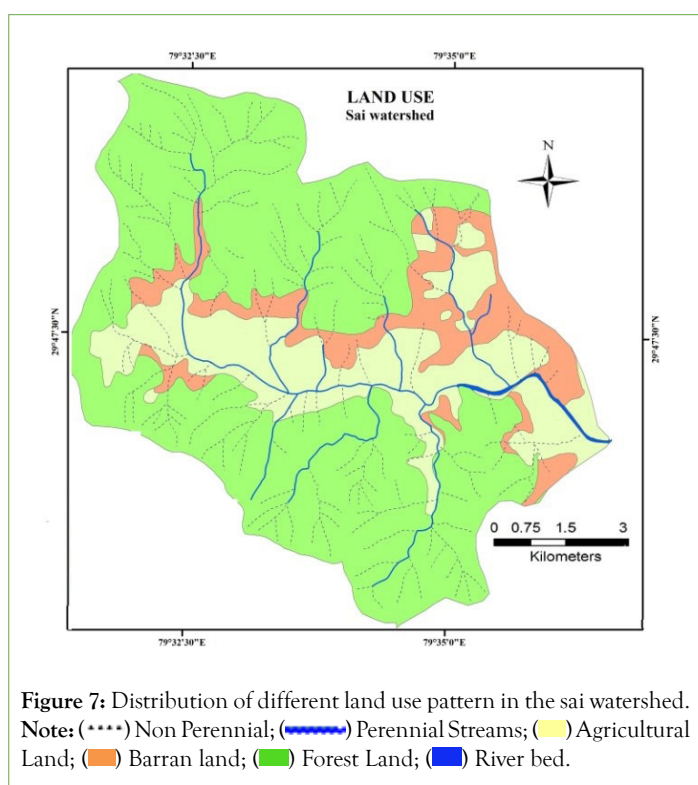 79°32'30"E 79°35'0"E
LAND USE
Sai watershed
N
29°47'30"N 29°47'30"N
0 0.75 1.5 3
Kilometers
79°32'30"E 79°35'0"E
Figure 7: Distribution of different land use pattern in the sai watershed.
Note: ( ) Non Perennial; ( ) Perennial Streams; ( ) Agricultural
Land; ( ) Barran land; ( ) Forest Land; ( ) River bed.